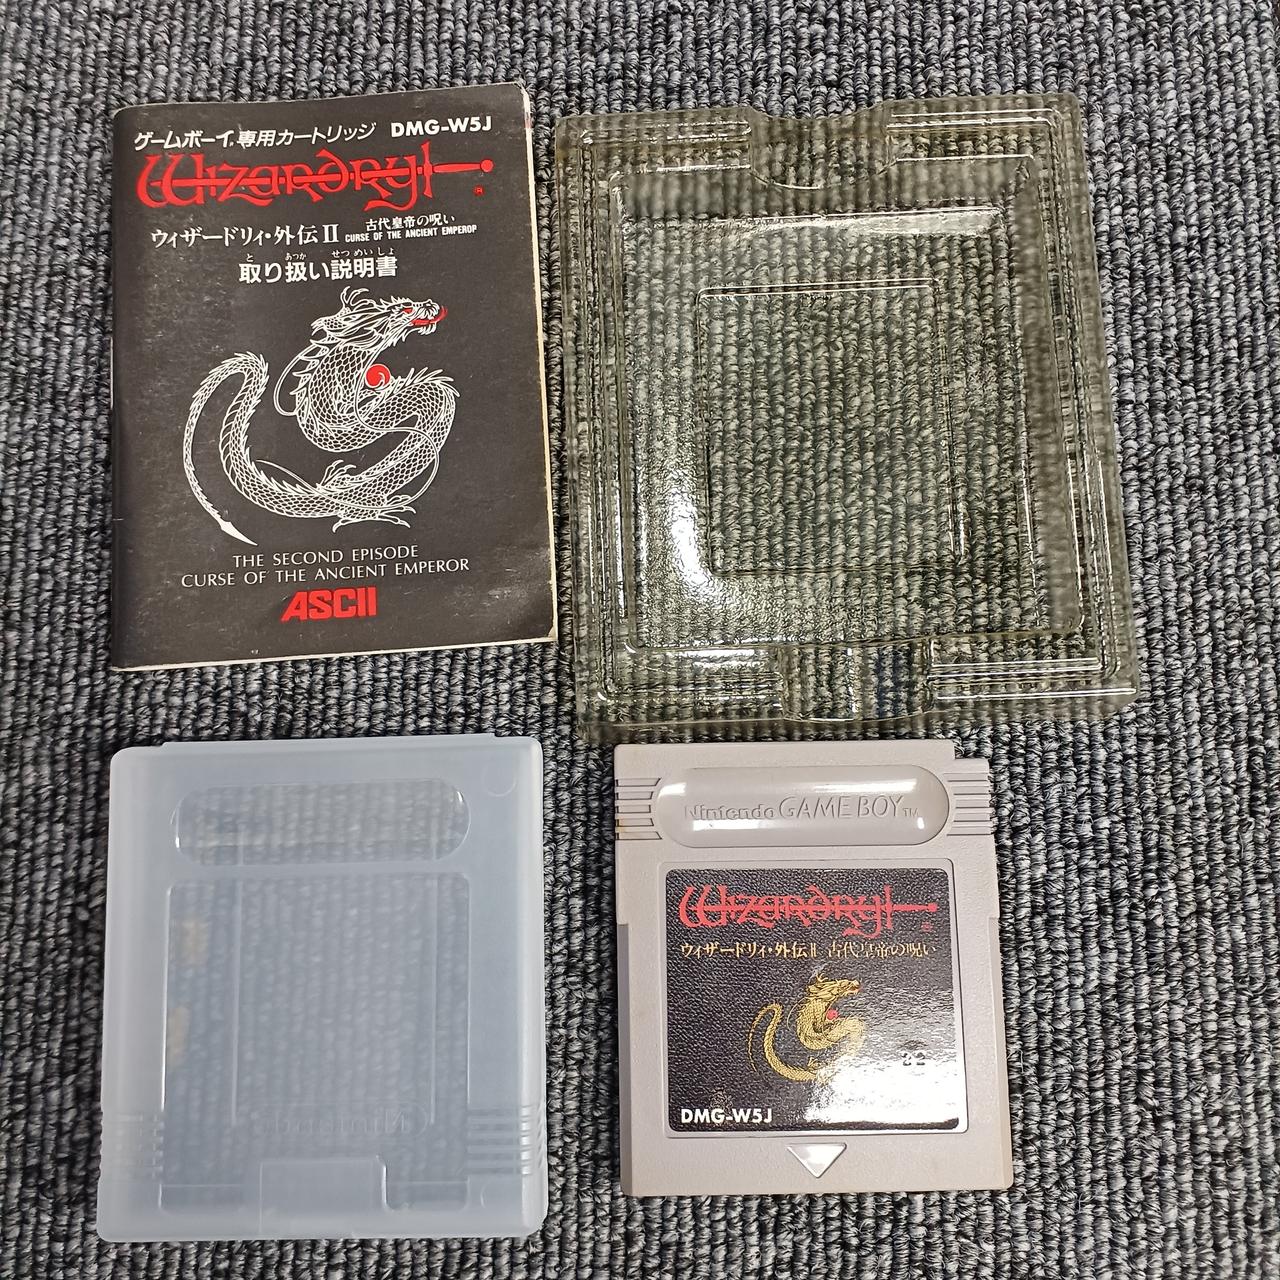 ゲームボーイ専用カートリッジ DMG-W5J
Wizardry
®
ウィザードリィ・外伝II 古代皇帝の呪い
CURSE OF THE ANCIENT EMPEROP
と あつか せつめいしょ
取り扱い説明書
THE SECOND EPISODE
CURSE OF THE ANCIENT EMPEROR
ASCII
Nintendo
Nintendo GAME BOY TM
Wizardry
®
ウィザードリィ・外伝II 古代皇帝の呪い
22
DMG-W5J